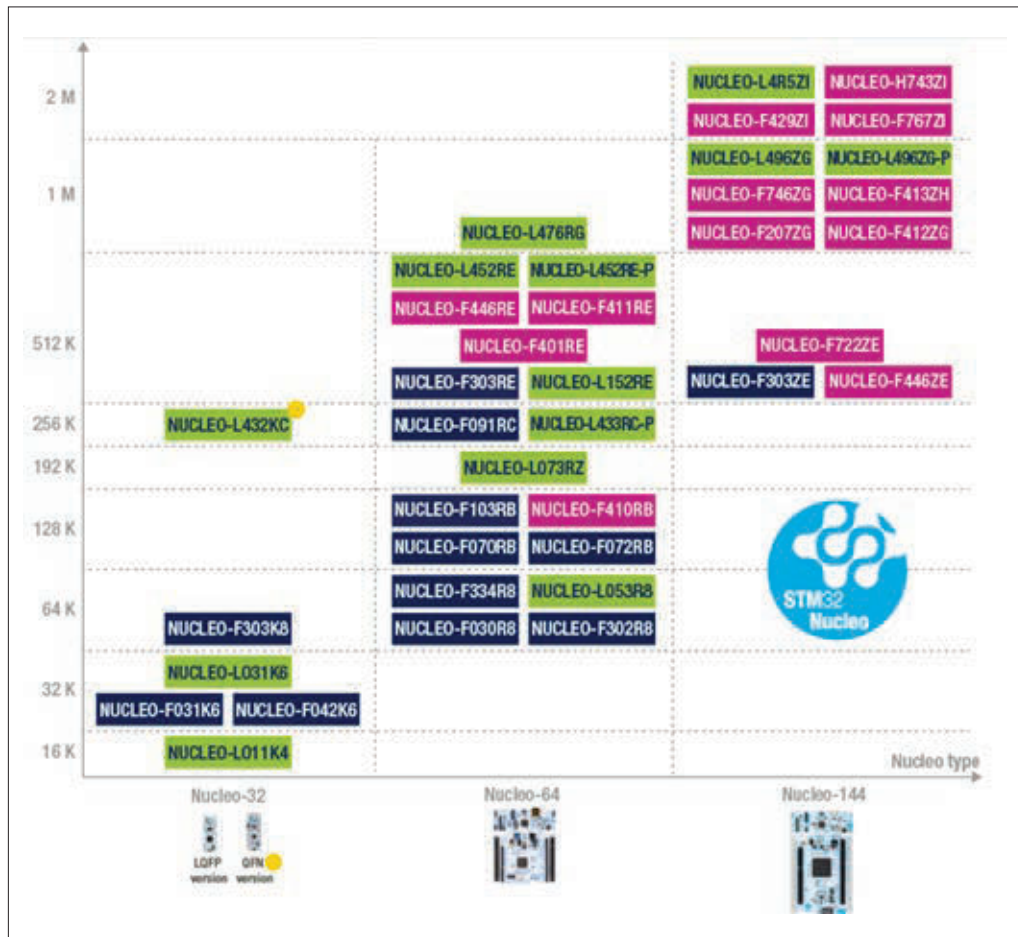 2 M
NUCLEO-L4R5ZI NUCLEO-H743ZI
NUCLEO-F429ZI NUCLEO-F767ZI
1 M
NUCLEO-L496ZG NUCLEO-L496ZG-P
NUCLEO-F746ZG NUCLEO-F413ZH
NUCLEO-L476RG
NUCLEO-F207ZG NUCLEO-F412ZG
512 K
NUCLEO-L452RE NUCLEO-L452RE-P
NUCLEO-F446RE NUCLEO-F411RE
NUCLEO-F401RE
NUCLEO-F722ZE
NUCLEO-F303RE NUCLEO-L152RE
NUCLEO-F303ZE NUCLEO-F446ZE
256 K
NUCLEO-L432KC
NUCLEO-F091RC NUCLEO-L433RC-P
192 K
NUCLEO-L073RZ
128 K
NUCLEO-F103RB NUCLEO-F410RB
NUCLEO-F070RB NUCLEO-F072RB
64 K
NUCLEO-F334R8 NUCLEO-L053R8
NUCLEO-F303K8
NUCLEO-F030R8 NUCLEO-F302R8
STM32
Nucleo
32 K
NUCLEO-L031K6
NUCLEO-F031K6 NUCLEO-F042K6
16 K
NUCLEO-L011K4
Nucleo type
Nucleo-32 Nucleo-64 Nucleo-144
LQFP
version
QFN
version